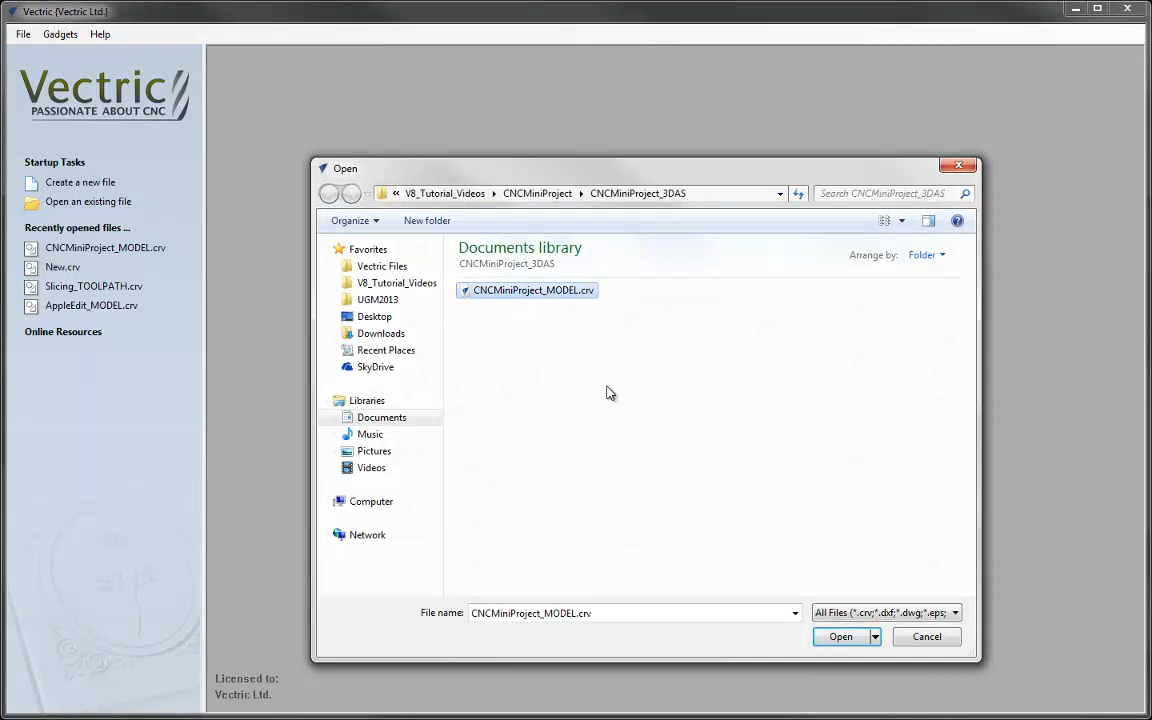 Vectric {Vectric Ltd.}
File Gadgets Help
Vectric
PASSIONATE ABOUT CNC
Startup Tasks
Create a new file
Open an existing file
Recently opened files ...
CNCMiniProject_MODEL.crv
New.crv
Slicing_TOOLPATH.crv
AppleEdit_MODEL.crv
Online Resources
Open
« V8_Tutorial_Videos CNCMiniProject CNCMiniProject_3DAS
Search CNCMiniProject_3DAS
Organize New folder
Favorites
Vectric Files
V8_Tutorial_Videos
UGM2013
Desktop
Downloads
Recent Places
SkyDrive
Libraries
Documents
Music
Pictures
Videos
Computer
Network
Documents library
CNCMiniProject_3DAS
Arrange by: Folder
CNCMiniProject_MODEL.crv
File name: CNCMiniProject_MODEL.crv
All Files (*.crv;*.dxf;*.dwg;*.eps;
Open Cancel
Licensed to:
Vectric Ltd.